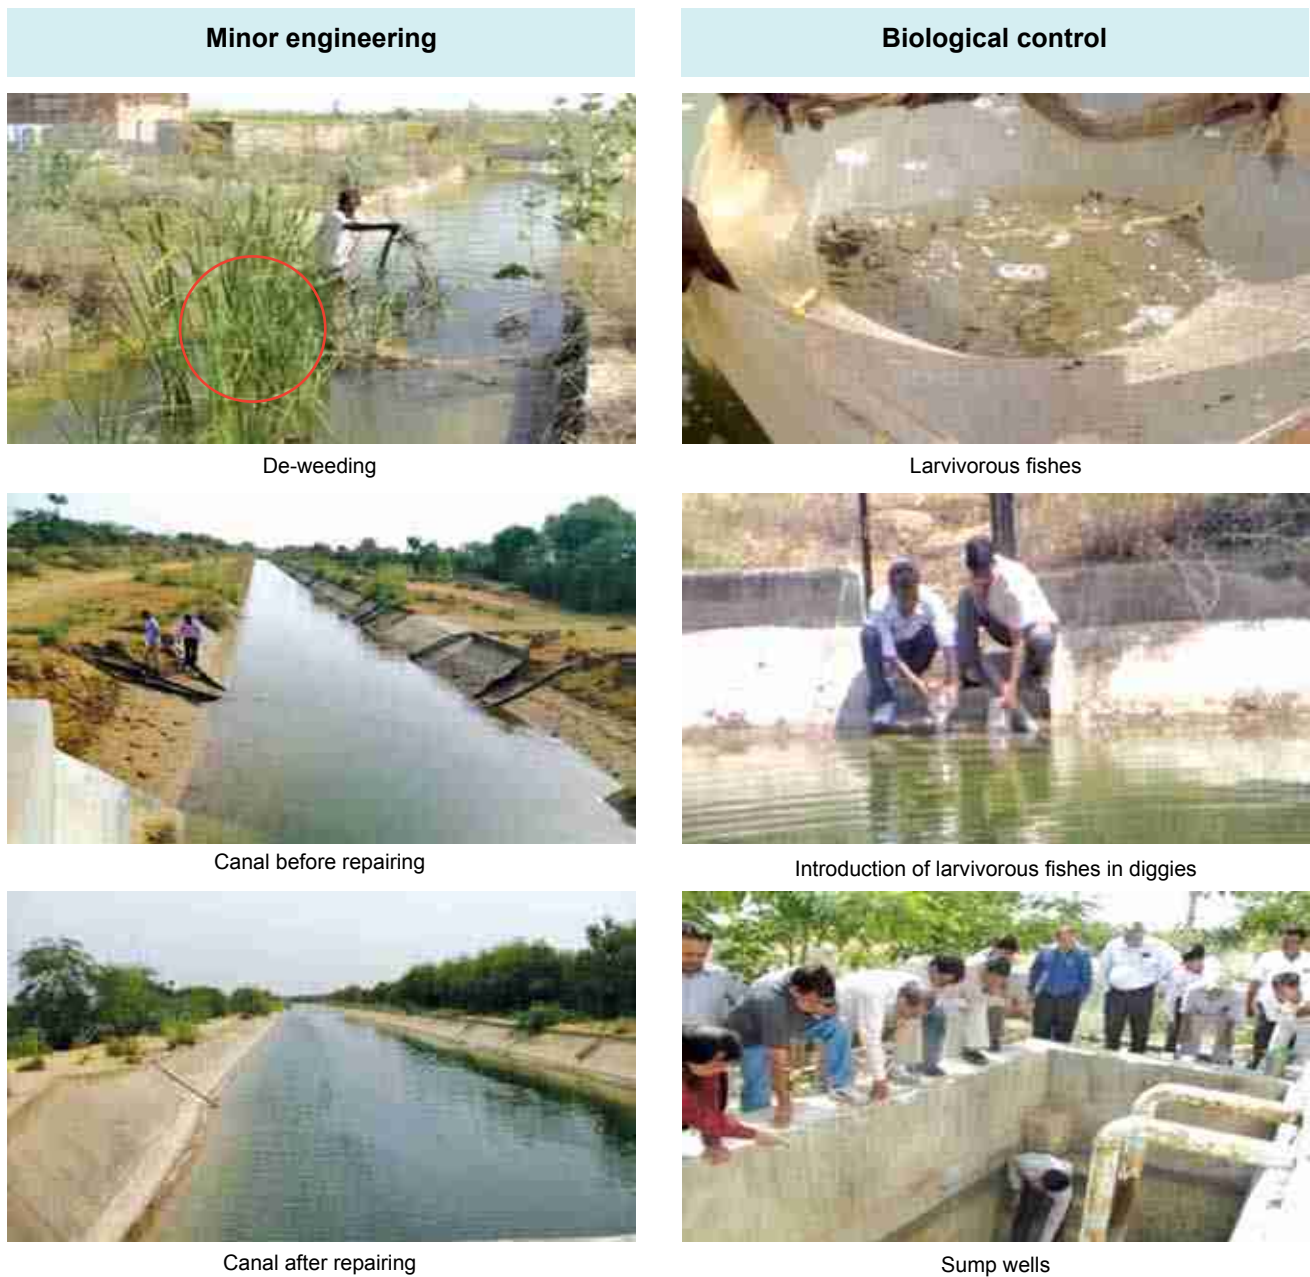 Minor engineering
Biological control
De-weeding
Larvivorous fishes
Canal before repairing
Introduction of larvivorous fishes in diggies
Canal after repairing
Sump wells